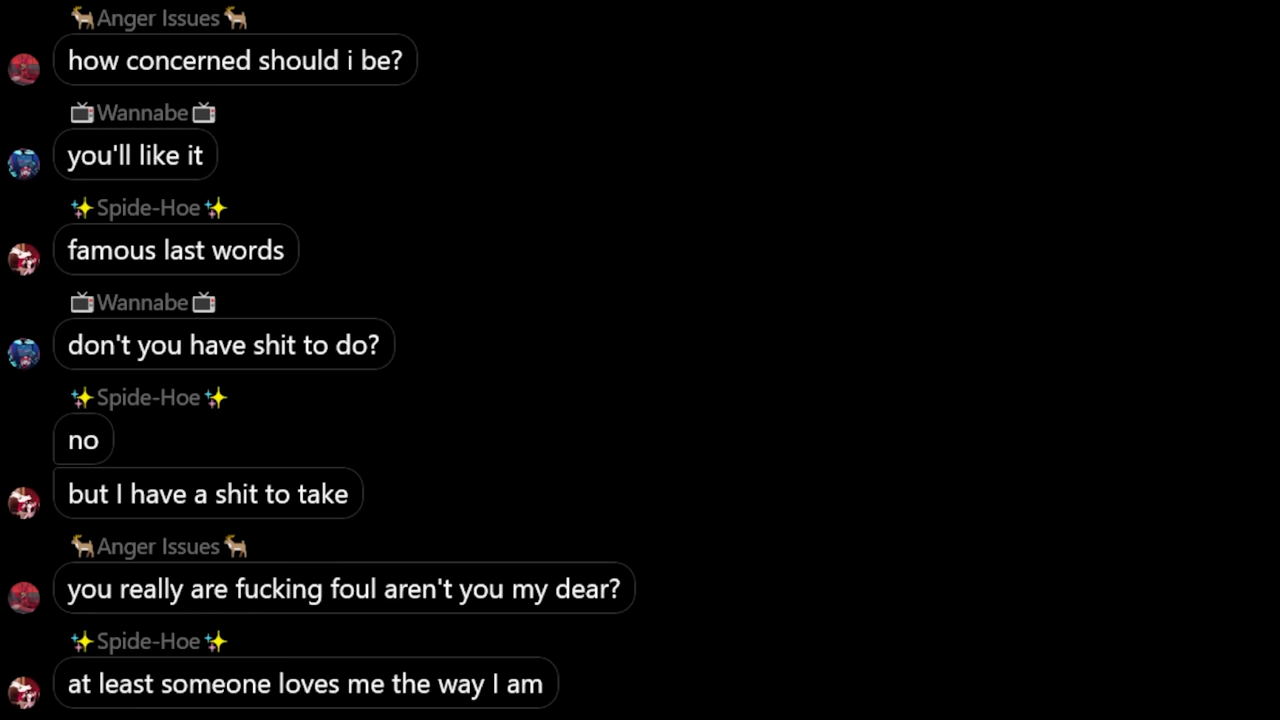 🦌Anger Issues🦌
how concerned should i be?
📺Wannabe📺
you'll like it
✨Spide-Hoe✨
famous last words
📺Wannabe📺
don't you have shit to do?
✨Spide-Hoe✨
no
but I have a shit to take
🦌Anger Issues🦌
you really are fucking foul aren't you my dear?
✨Spide-Hoe✨
at least someone loves me the way I am